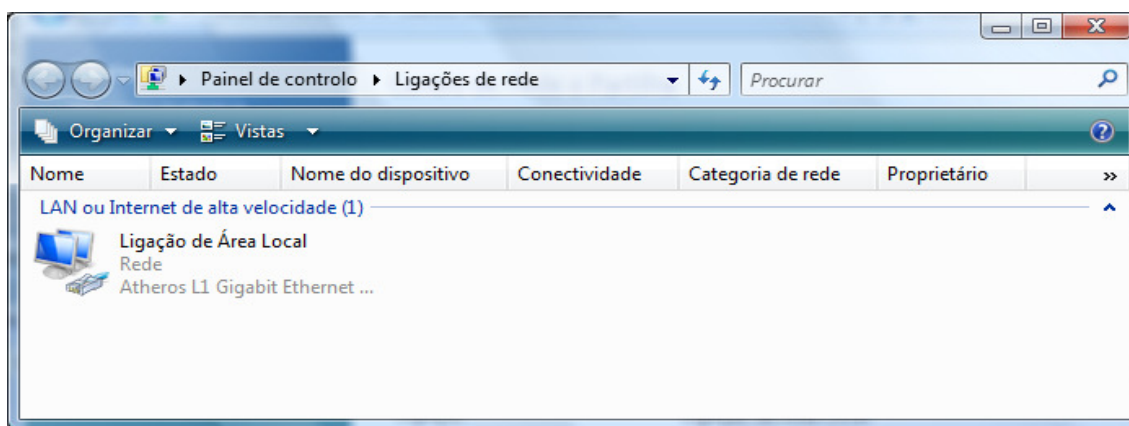 Painel de controlo Ligações de rede Procurar
Organizar Vistas
Nome Estado Nome do dispositivo Conectividade Categoria de rede Proprietário »
LAN ou Internet de alta velocidade (1)
Ligação de Área Local
Rede
Atheros L1 Gigabit Ethernet ...